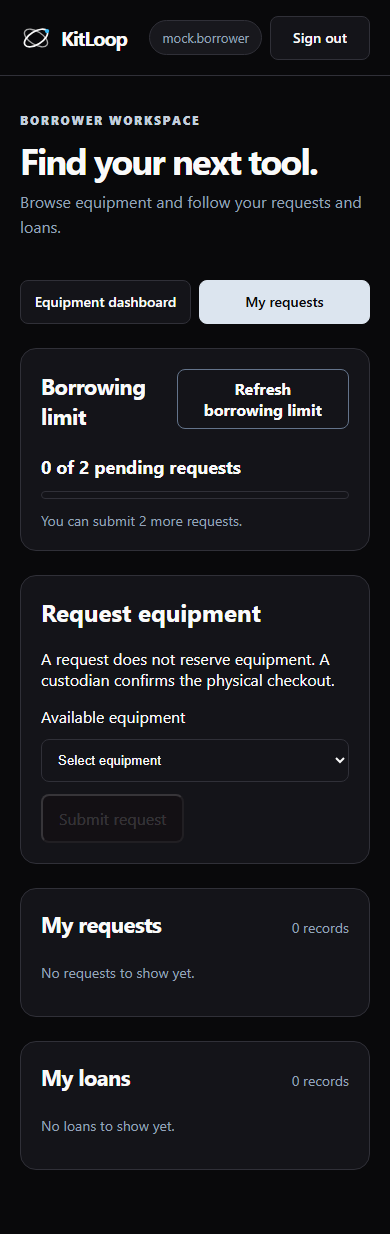 KitLoop
mock.borrower
Sign out
BORROWER WORKSPACE
Find your next tool.
Browse equipment and follow your requests and
loans.
Equipment dashboard
My requests
Borrowing
limit
Refresh
borrowing limit
0 of 2 pending requests
You can submit 2 more requests.
Request equipment
A request does not reserve equipment. A
custodian confirms the physical checkout.
Available equipment
Select equipment
Submit request
My requests
0 records
No requests to show yet.
My loans
0 records
No loans to show yet.